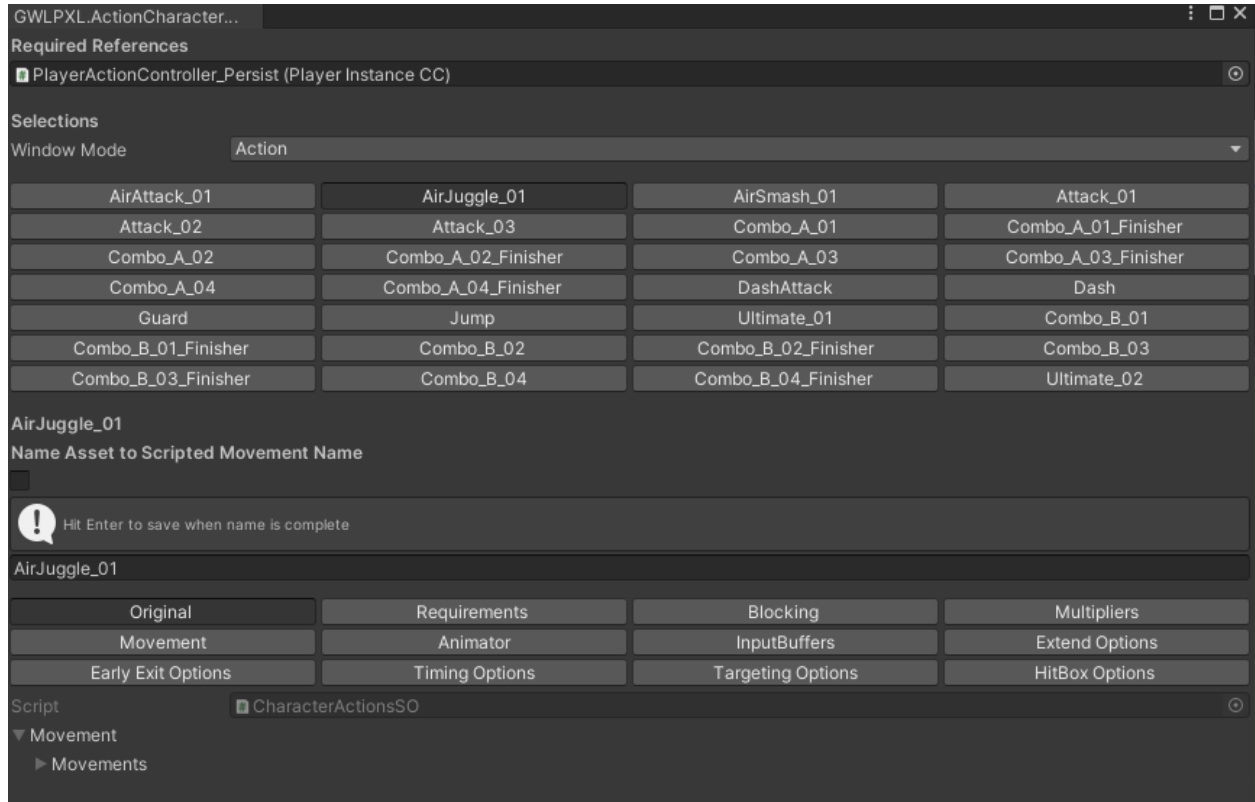 GWLPXL.ActionCharacter...
Required References
PlayerActionController_Persist (Player Instance CC)
Selections
Window Mode Action
AirAttack_01 AirJuggle_01 AirSmash_01 Attack_01
Attack_02 Attack_03 Combo_A_01 Combo_A_01_Finisher
Combo_A_02 Combo_A_02_Finisher Combo_A_03 Combo_A_03_Finisher
Combo_A_04 Combo_A_04_Finisher DashAttack Dash
Guard Jump Ultimate_01 Combo_B_01
Combo_B_01_Finisher Combo_B_02 Combo_B_02_Finisher Combo_B_03
Combo_B_03_Finisher Combo_B_04 Combo_B_04_Finisher Ultimate_02
AirJuggle_01
Name Asset to Scripted Movement Name
Hit Enter to save when name is complete
AirJuggle_01
Original Requirements Blocking Multipliers
Movement Animator InputBuffers Extend Options
Early Exit Options Timing Options Targeting Options HitBox Options
Script CharacterActionsSO
Movement
Movements